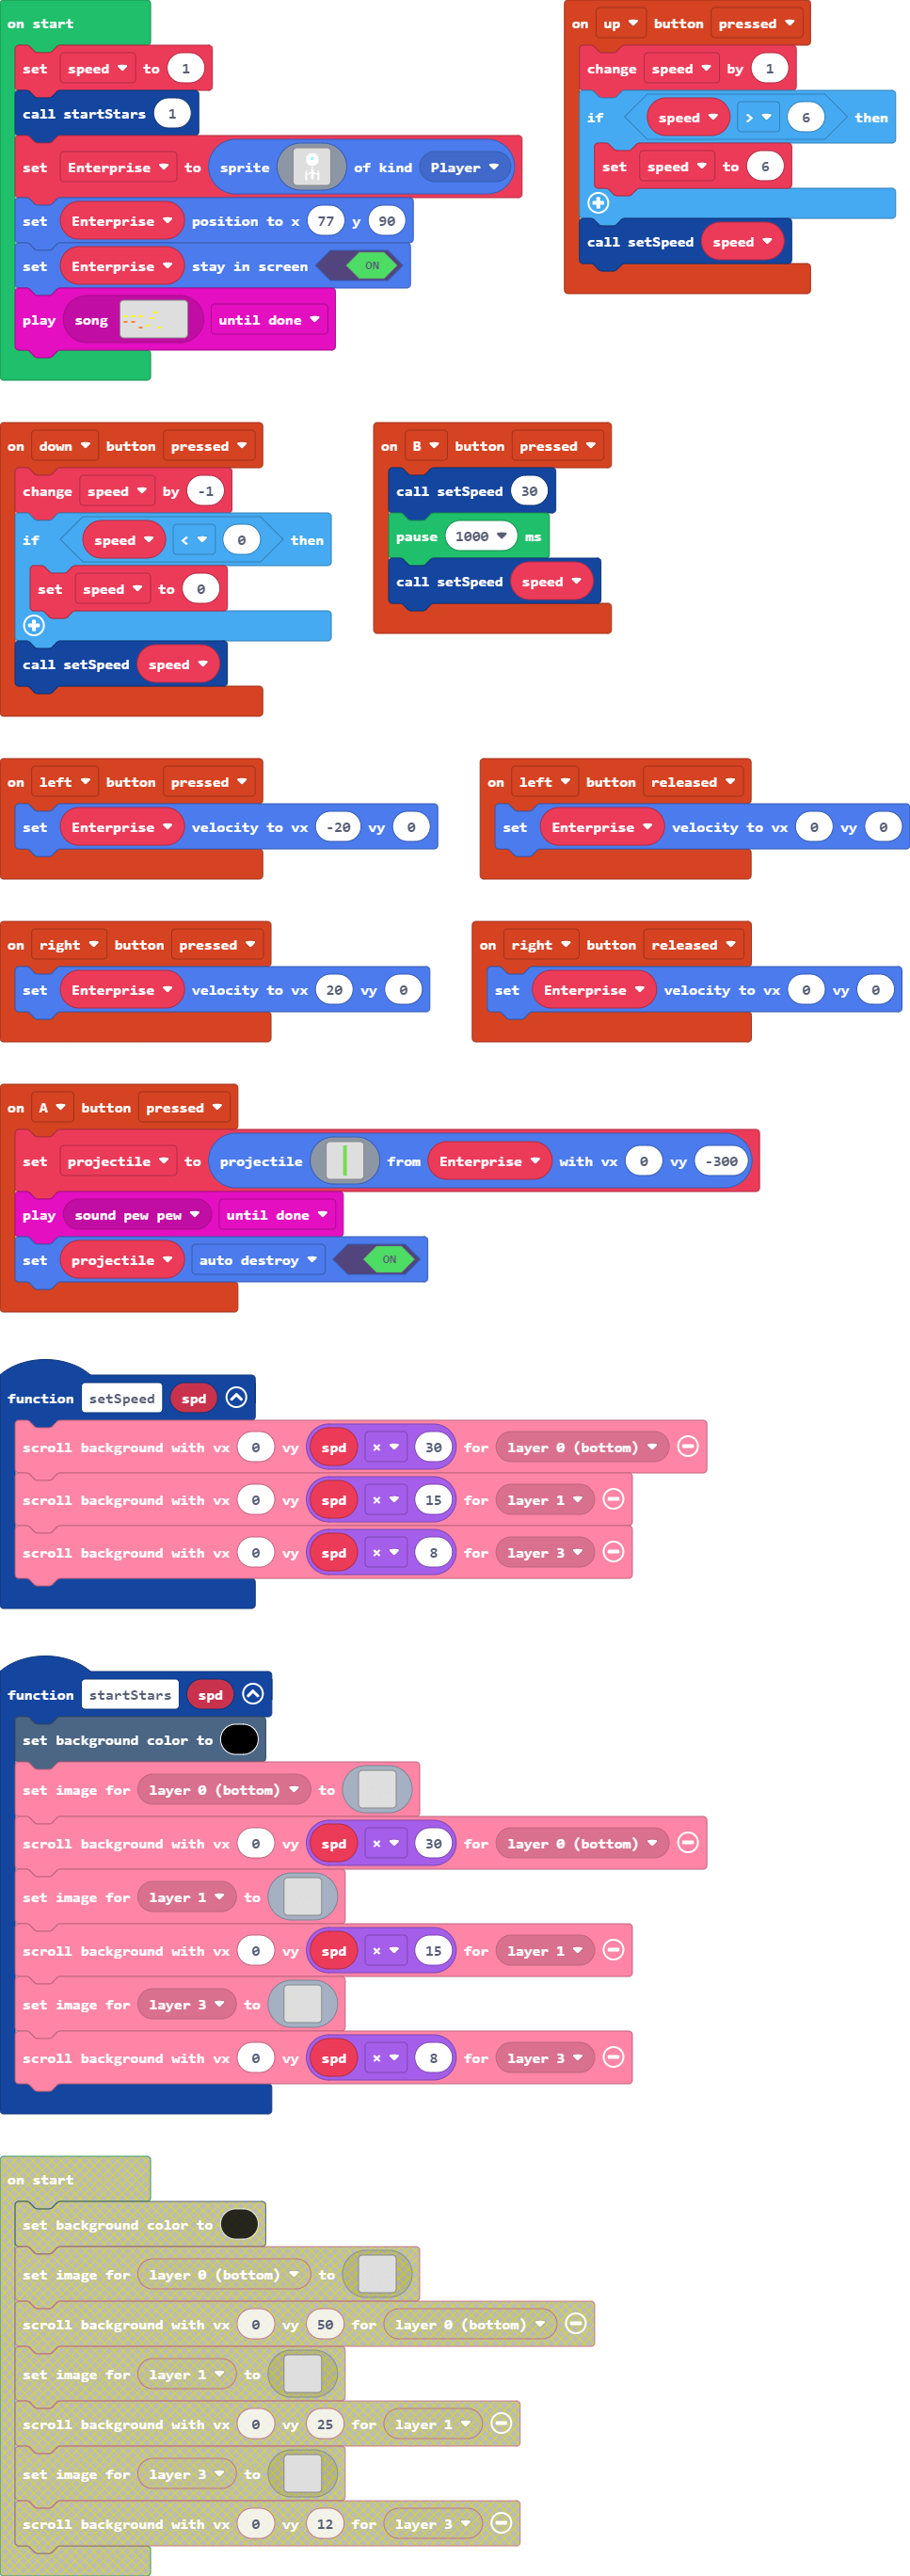 on start
set speed to 1
call startStars 1
set Enterprise to sprite of kind Player
set Enterprise position to x 77 y 90
set Enterprise stay in screen ON
play song until done
on up button pressed
change speed by 1
if speed > 6 then
set speed to 6
call setSpeed speed
on down button pressed
change speed by -1
if speed < 0 then
set speed to 0
call setSpeed speed
on B button pressed
call setSpeed 30
pause 1000 ms
call setSpeed speed
on left button pressed
set Enterprise velocity to vx -20 vy 0
on left button released
set Enterprise velocity to vx 0 vy 0
on right button pressed
set Enterprise velocity to vx 20 vy 0
on right button released
set Enterprise velocity to vx 0 vy 0
on A button pressed
set projectile to projectile from Enterprise with vx 0 vy -300
play sound pew pew until done
set projectile auto destroy ON
function setSpeed spd
scroll background with vx 0 vy spd × 30 for layer 0 (bottom)
scroll background with vx 0 vy spd × 15 for layer 1
scroll background with vx 0 vy spd × 8 for layer 3
function startStars spd
set background color to
set image for layer 0 (bottom) to
scroll background with vx 0 vy spd × 30 for layer 0 (bottom)
set image for layer 1 to
scroll background with vx 0 vy spd × 15 for layer 1
set image for layer 3 to
scroll background with vx 0 vy spd × 8 for layer 3
on start
set background color to
set image for layer 0 (bottom) to
scroll background with vx 0 vy 50 for layer 0 (bottom)
set image for layer 1 to
scroll background with vx 0 vy 25 for layer 1
set image for layer 3 to
scroll background with vx 0 vy 12 for layer 3